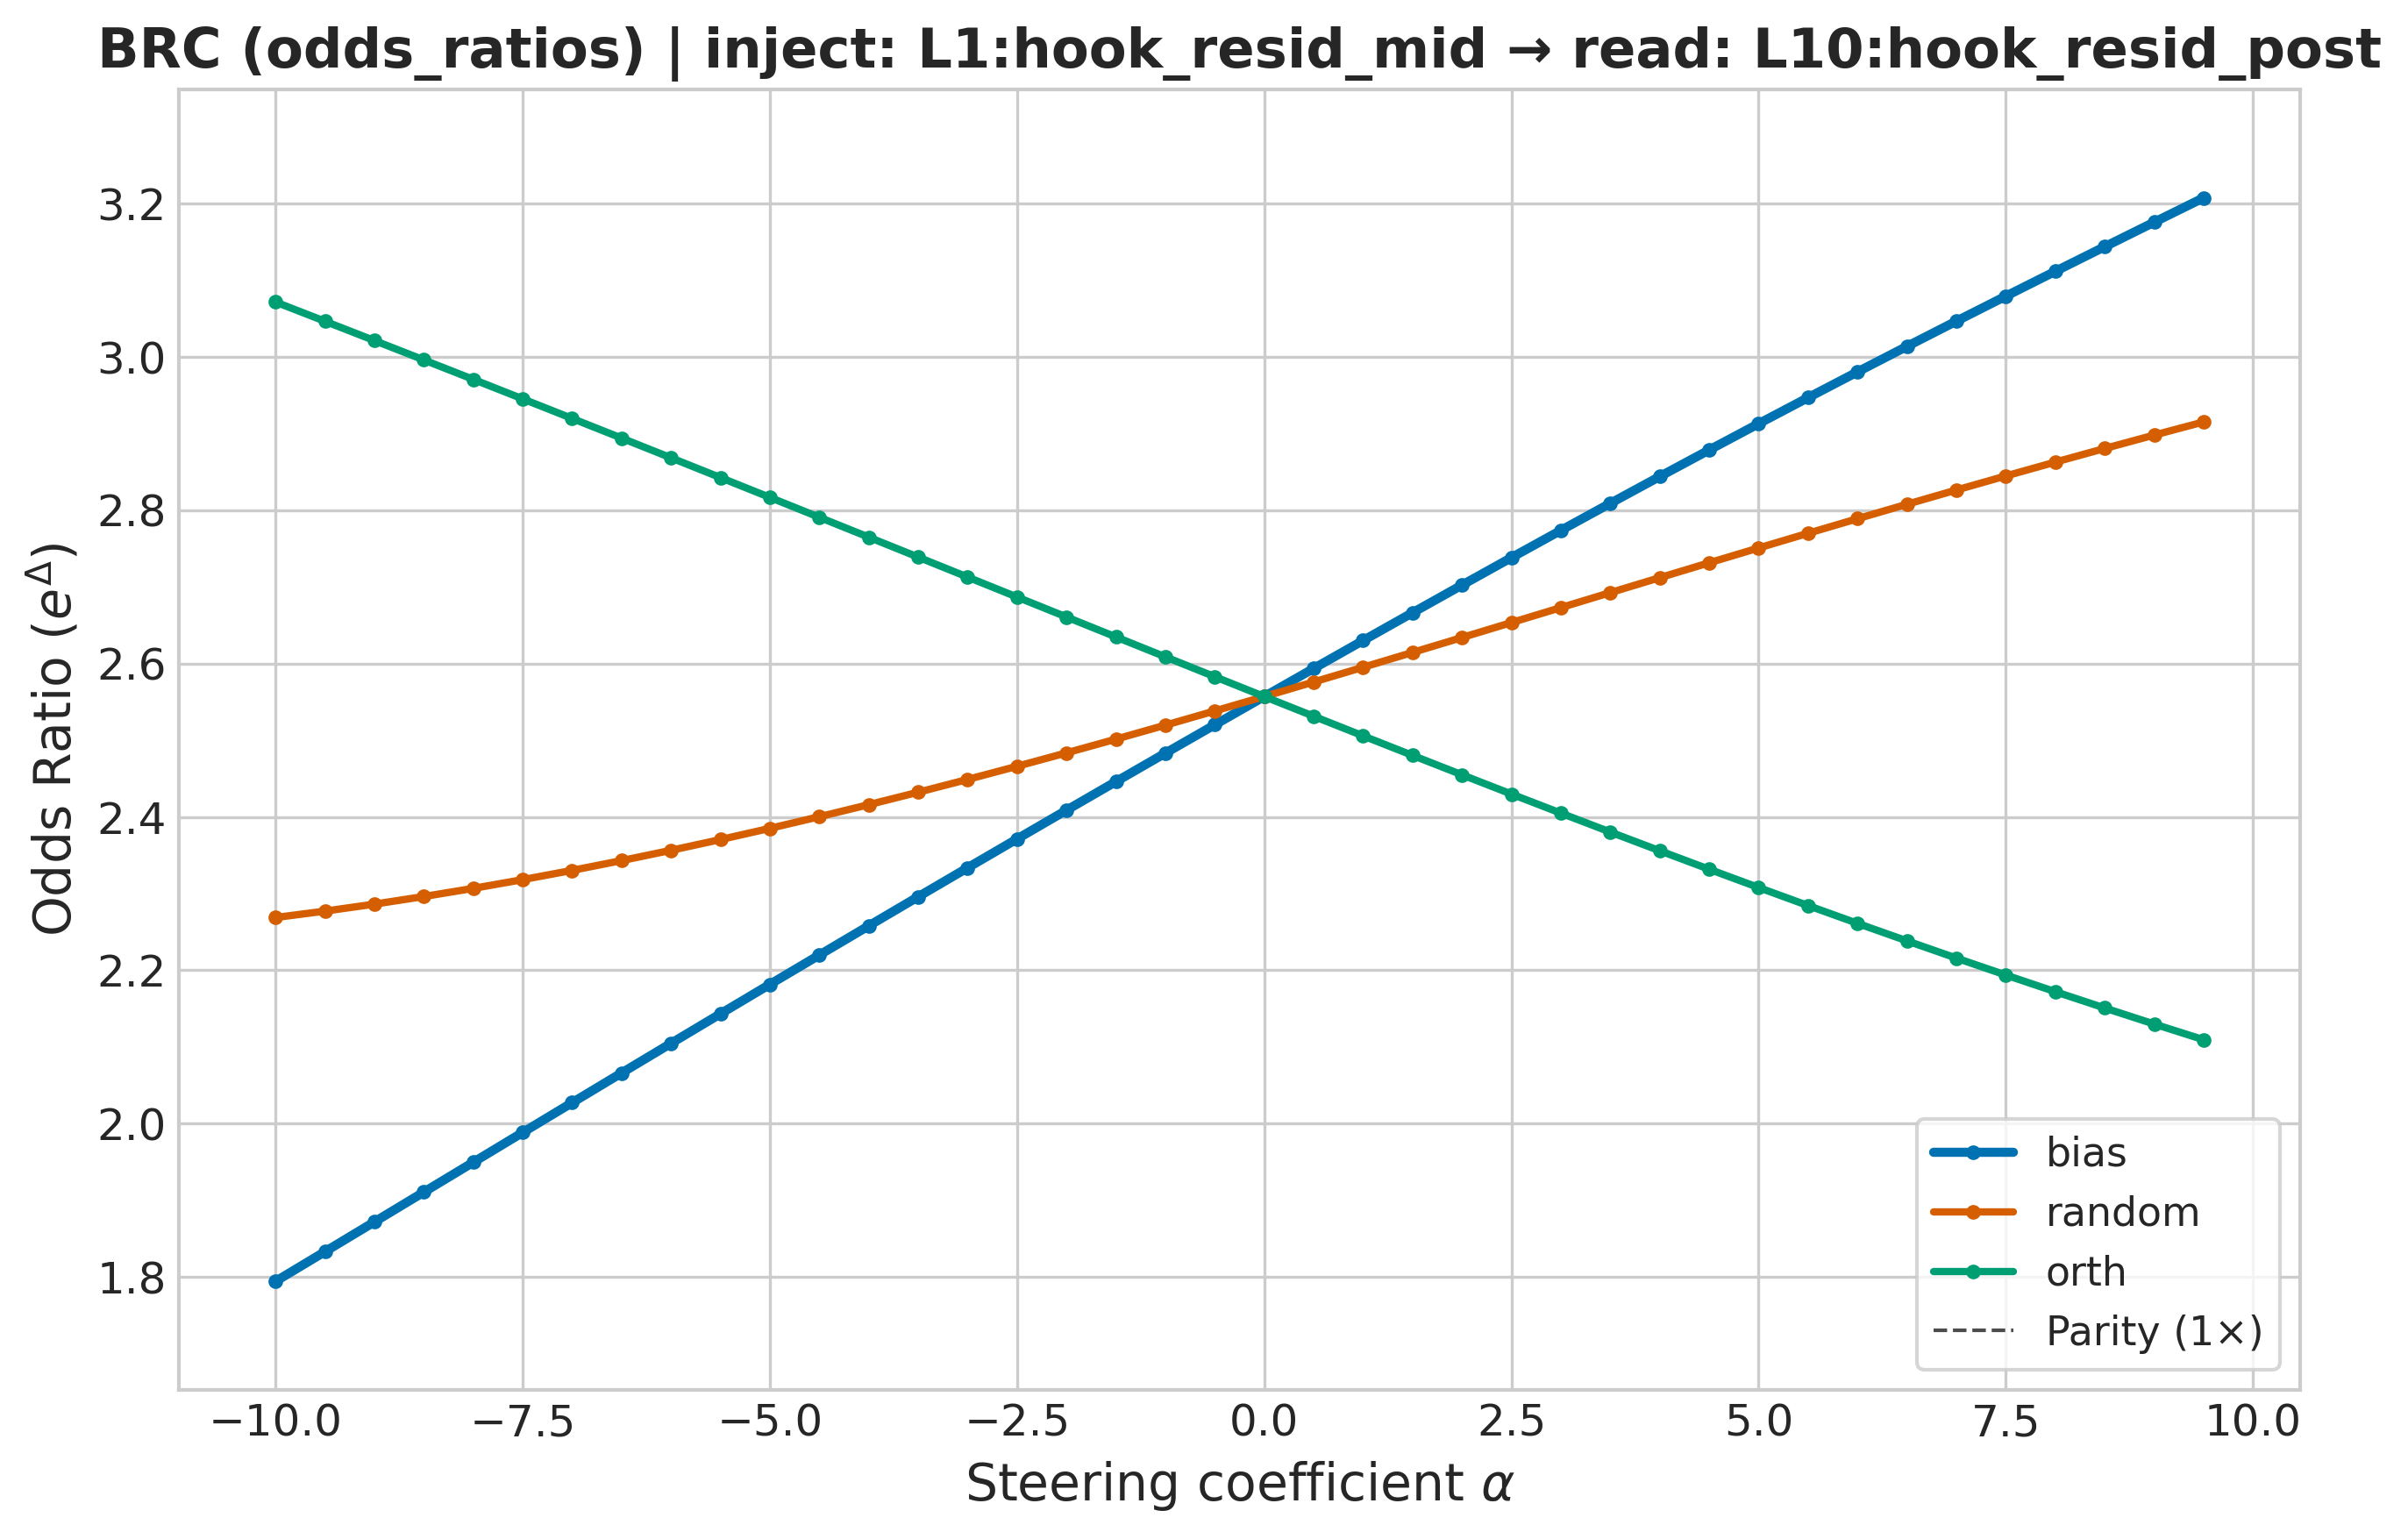 BRC (odds_ratios) | inject: L1:hook_resid_mid → read: L10:hook_resid_post
Odds Ratio (e^Δ)
3.2
3.0
2.8
2.6
2.4
2.2
2.0
1.8
bias
random
orth
Parity (1×)
−10.0 −7.5 −5.0 −2.5 0.0 2.5 5.0 7.5 10.0
Steering coefficient α